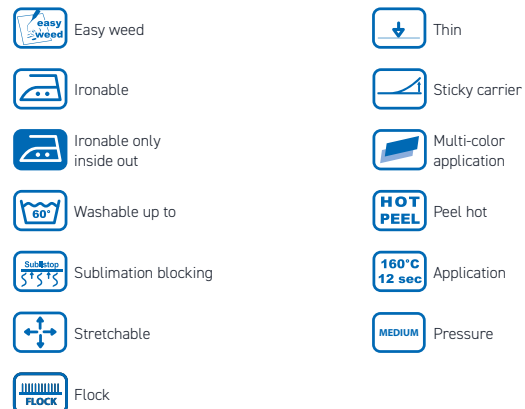 easy
weed
Easy weed
Ironable
Ironable only
inside out
60°
Washable up to
Sublistop
Sublimation blocking
Stretchable
FLOCK
Flock
Thin
Sticky carrier
Multi-color
application
HOT
PEEL
Peel hot
160°C
12 sec
Application
MEDIUM
Pressure